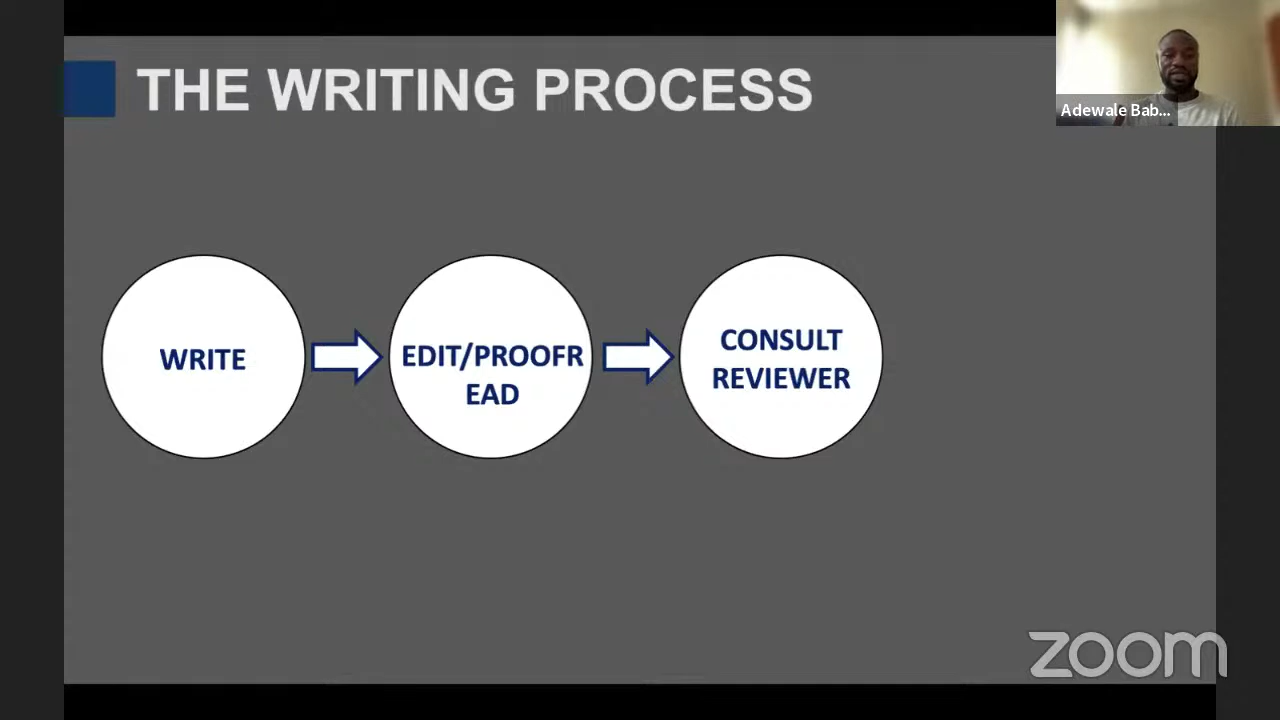 THE WRITING PROCESS
Adewale Bab...
WRITE
EDIT/PROOFR
EAD
CONSULT
REVIEWER
zoom